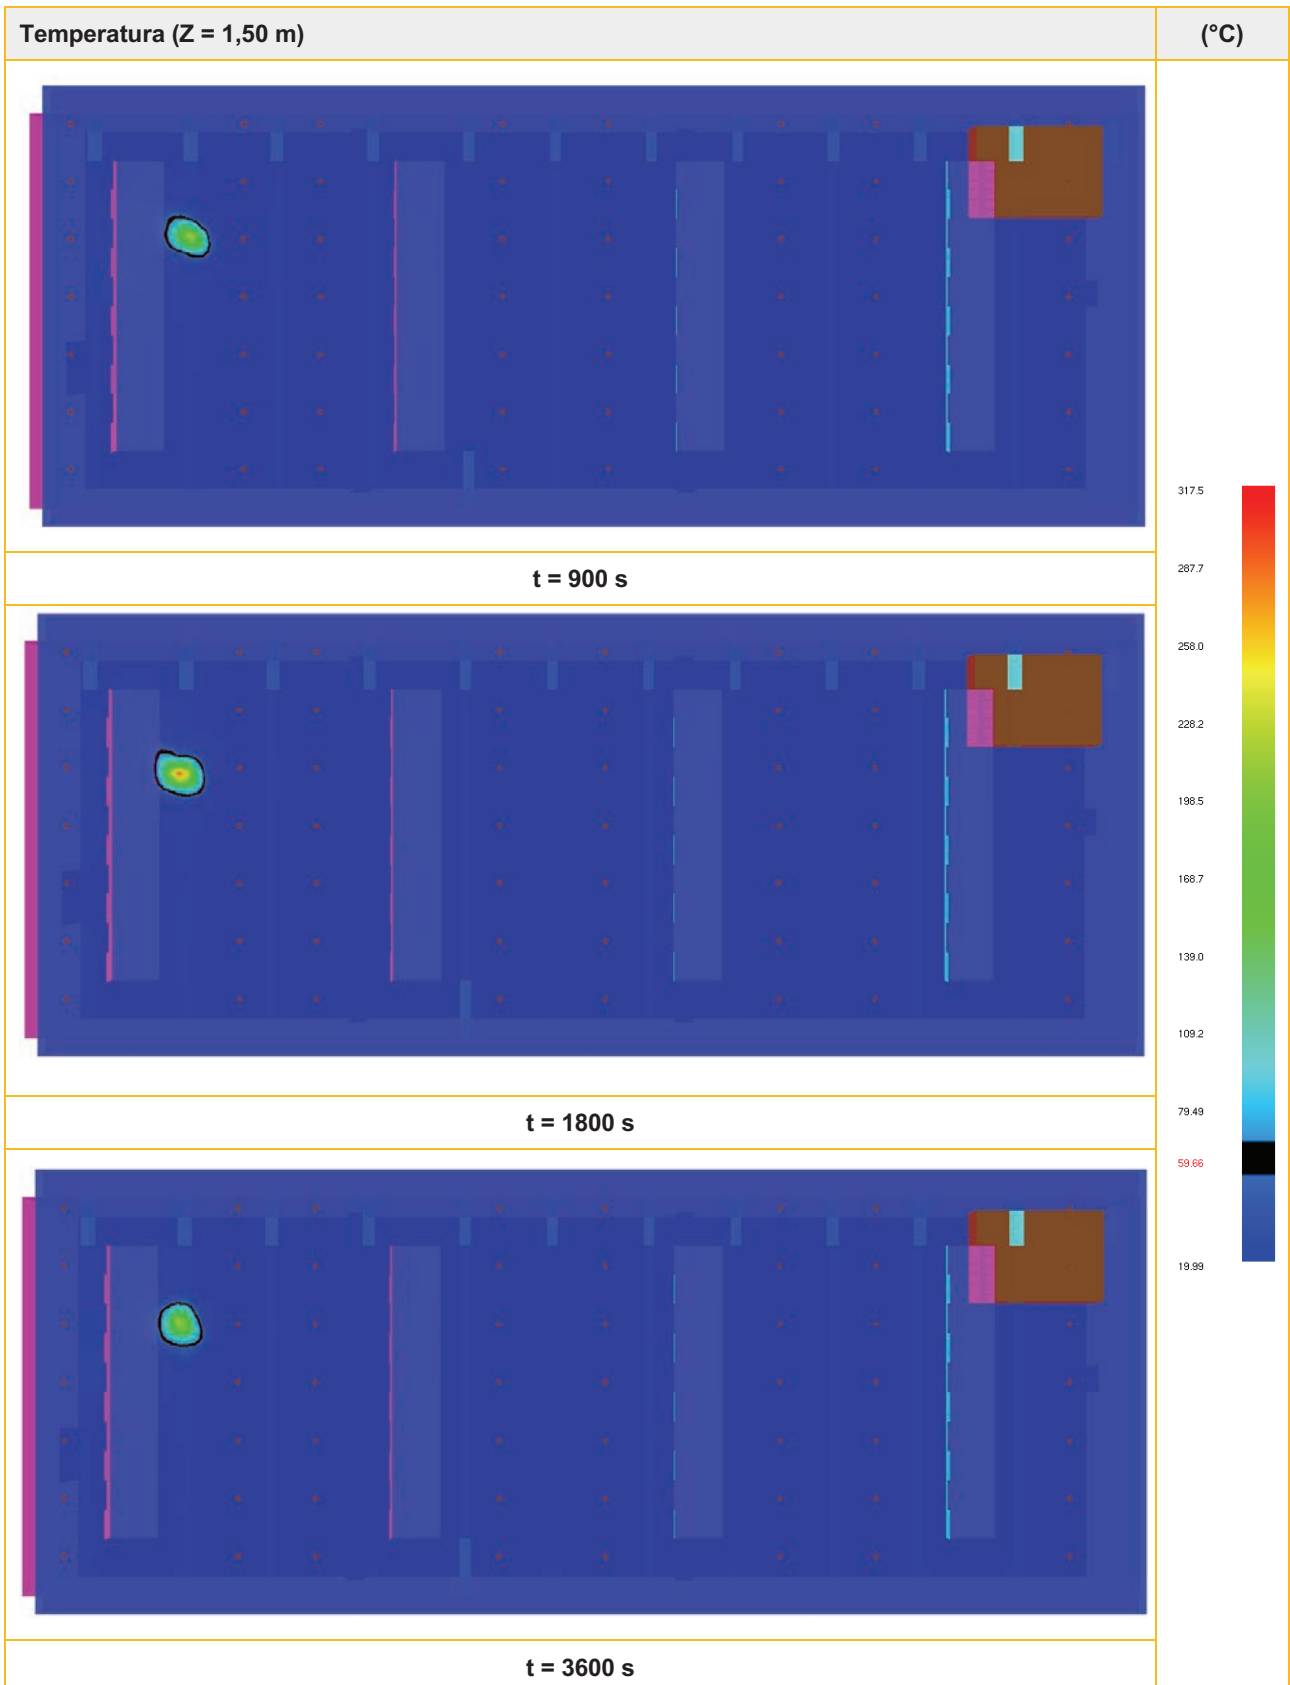 Temperatura (Z = 1,50 m)
(°C)
t = 900 s
t = 1800 s
t = 3600 s
317.5
287.7
258.0
228.2
198.5
168.7
139.0
109.2
79.49
59.66
19.99